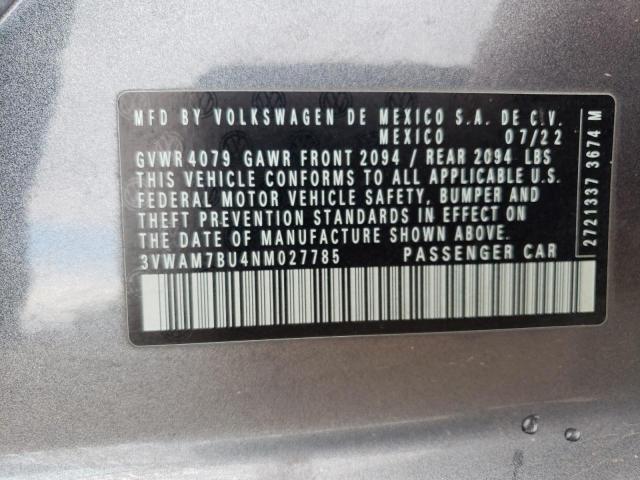 MFD BY VOLKSWAGEN DE MEXICO S.A. DE C.V.
MEXICO 07/22
GVWR 4079 GAWR FRONT 2094 / REAR 2094 LBS
THIS VEHICLE CONFORMS TO ALL APPLICABLE U.S.
FEDERAL MOTOR VEHICLE SAFETY, BUMPER AND
THEFT PREVENTION STANDARDS IN EFFECT ON
THE DATE OF MANUFACTURE SHOWN ABOVE.
3VWAM7BU4NM027785 PASSENGER CAR
2721337 3674 M